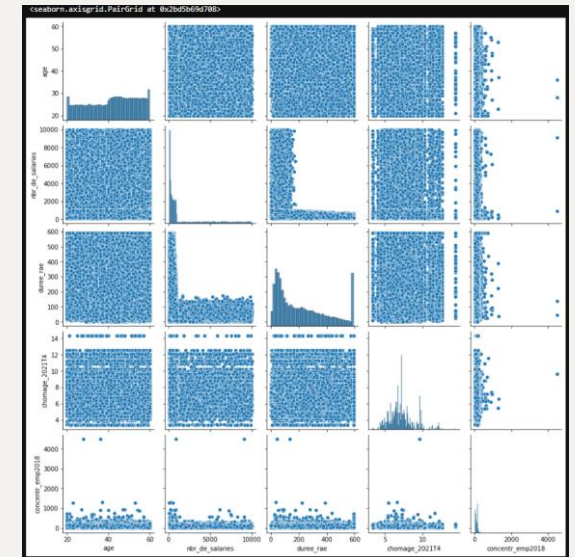 <seaborn.axisgrid.PairGrid at 0x2bd5b69d708>
60
50
40
30
20
age
10000
8000
6000
4000
2000
0
nbr_de_salaries
600
500
400
300
200
100
0
duree_rae
14
12
10
8
6
4
chomage_2021T4
4000
3000
2000
1000
0
concentr_emp2018
20 40 60
age
0 5000 10000
nbr_de_salaries
0 200 400 600
duree_rae
5 10
chomage_2021T4
0 2000 4000
concentr_emp2018